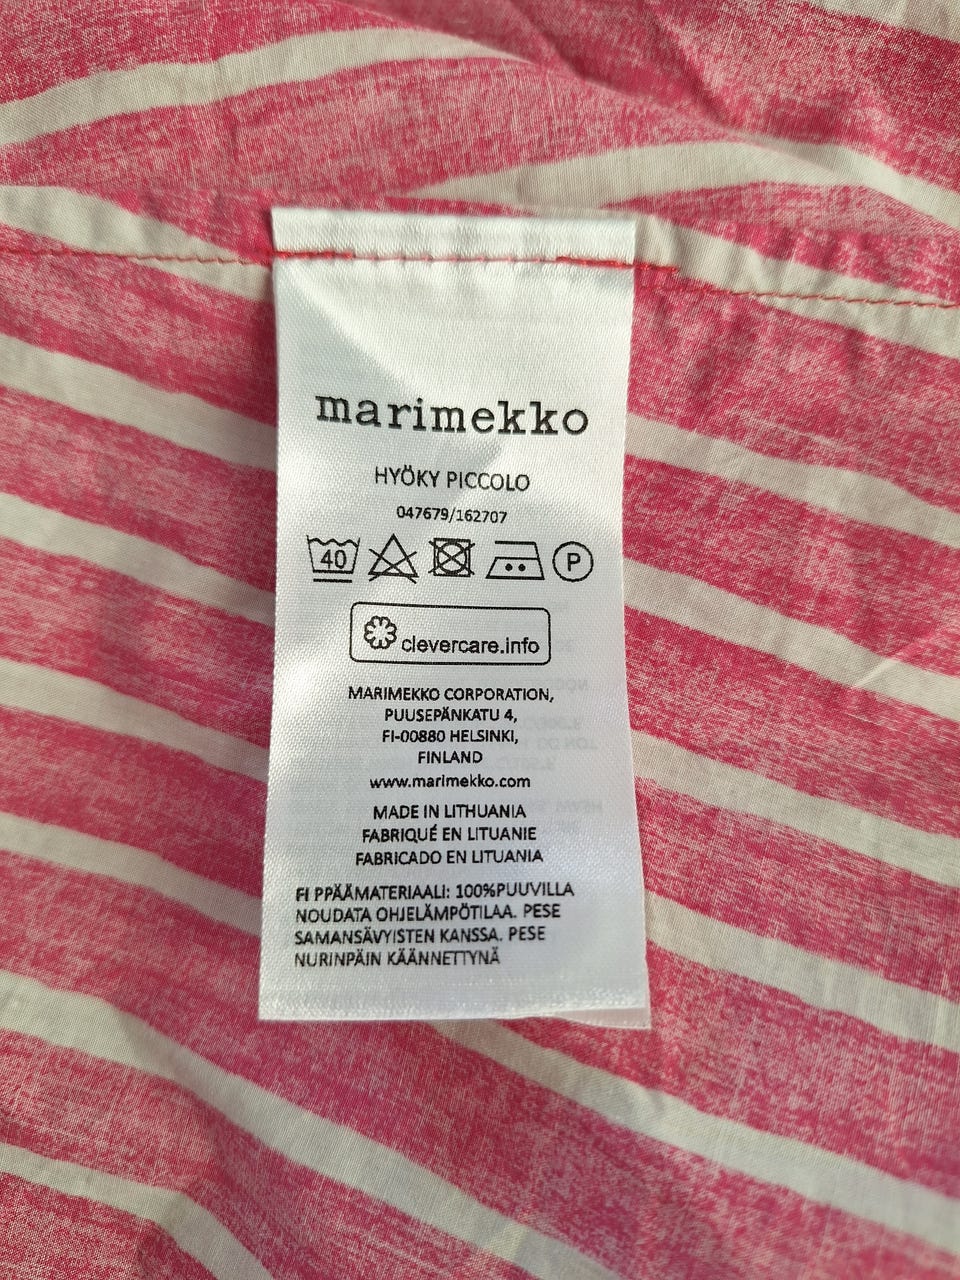 marimekko
HYÖKY PICCOLO
047679/162707
40
P
clevercare.info
MARIMEKKO CORPORATION,
PUUSEPÄNKATU 4,
FI-00880 HELSINKI,
FINLAND
www.marimekko.com
MADE IN LITHUANIA
FABRIQUÉ EN LITUANIE
FABRICADO EN LITUANIA
FI PPÄÄMATERIAALI: 100%PUUVILLA
NOUDATA OHJELÄMPÖTILAA. PESE
SAMANSÄVYISTEN KANSSA. PESE
NURINPÄIN KÄÄNNETTYNÄ